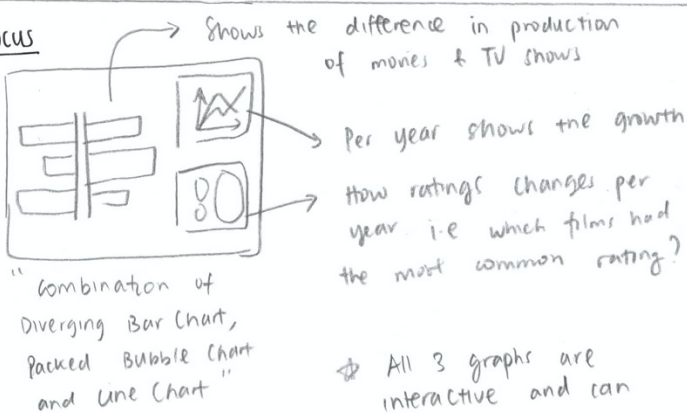 ocus
Shows the difference in production
of movies & TV shows
Per year shows the growth
How ratings changes per
year i.e which films had
the most common rating?
"Combination of
Diverging Bar Chart,
Packed Bubble Chart
and Line Chart"
☆ All 3 graphs are
interactive and can